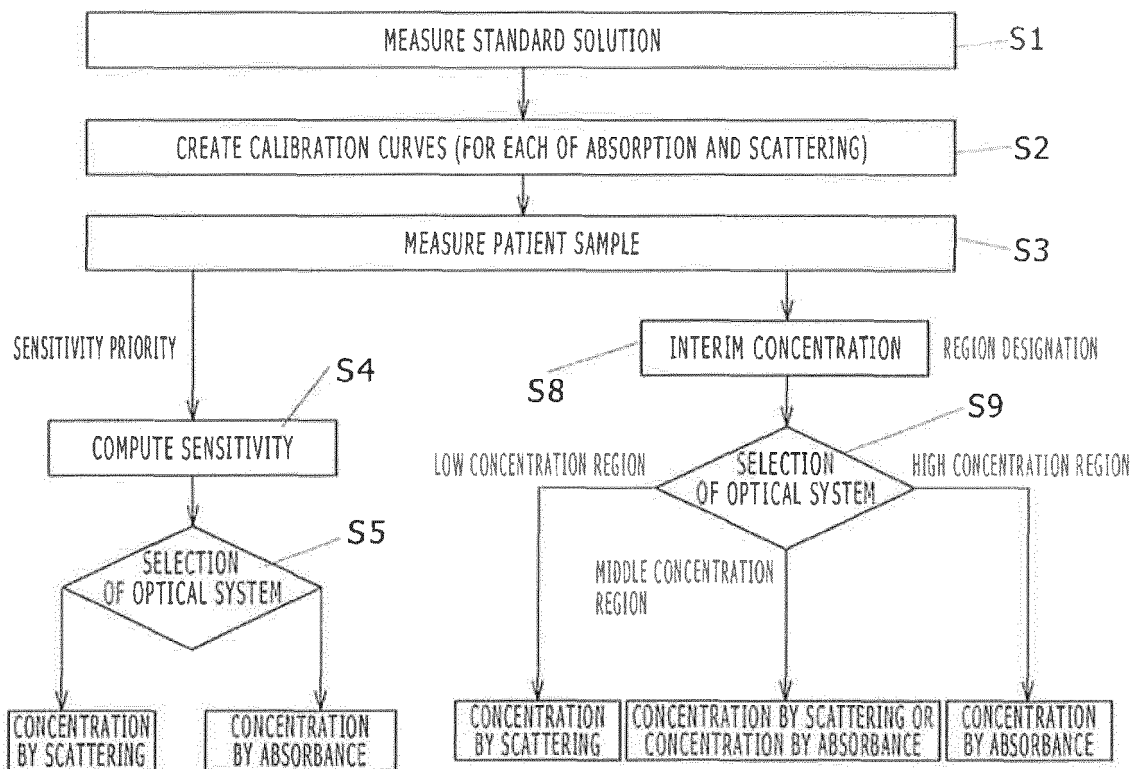 MEASURE STANDARD SOLUTION
S1
CREATE CALIBRATION CURVES (FOR EACH OF ABSORPTION AND SCATTERING)
S2
MEASURE PATIENT SAMPLE
S3
SENSITIVITY PRIORITY
INTERIM CONCENTRATION
REGION DESIGNATION
S8
S4
COMPUTE SENSITIVITY
S9
LOW CONCENTRATION REGION
SELECTION
OF OPTICAL SYSTEM
HIGH CONCENTRATION REGION
S5
SELECTION
OF OPTICAL SYSTEM
MIDDLE CONCENTRATION
REGION
CONCENTRATION
BY SCATTERING
CONCENTRATION
BY ABSORBANCE
CONCENTRATION
BY SCATTERING
CONCENTRATION BY SCATTERING OR
CONCENTRATION BY ABSORBANCE
CONCENTRATION
BY ABSORBANCE